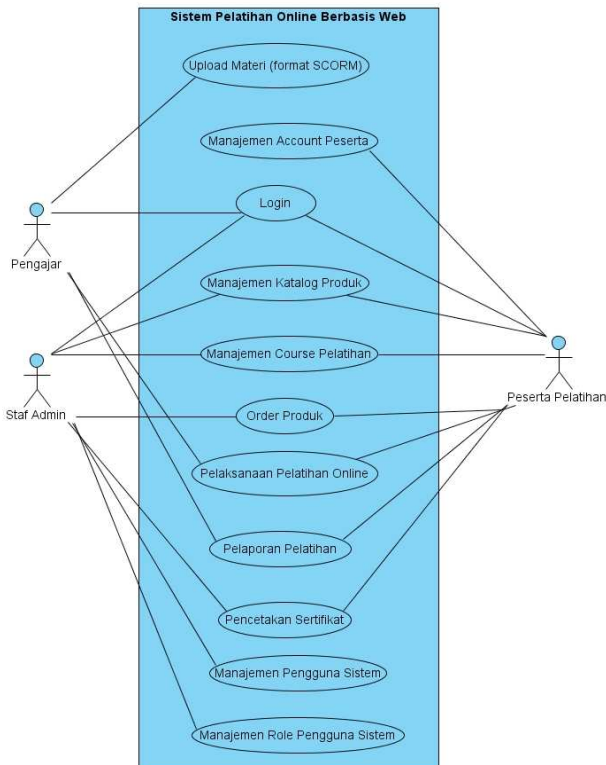 Sistem Pelatihan Online Berbasis Web
Upload Materi (format SCORM)
Manajemen Account Peserta
Login
Pengajar
Manajemen Katalog Produk
Manajemen Course Pelatihan
Staf Admin
Peserta Pelatihan
Order Produk
Pelaksanaan Pelatihan Online
Pelaporan Pelatihan
Pencetakan Sertifikat
Manajemen Pengguna Sistem
Manajemen Role Pengguna Sistem